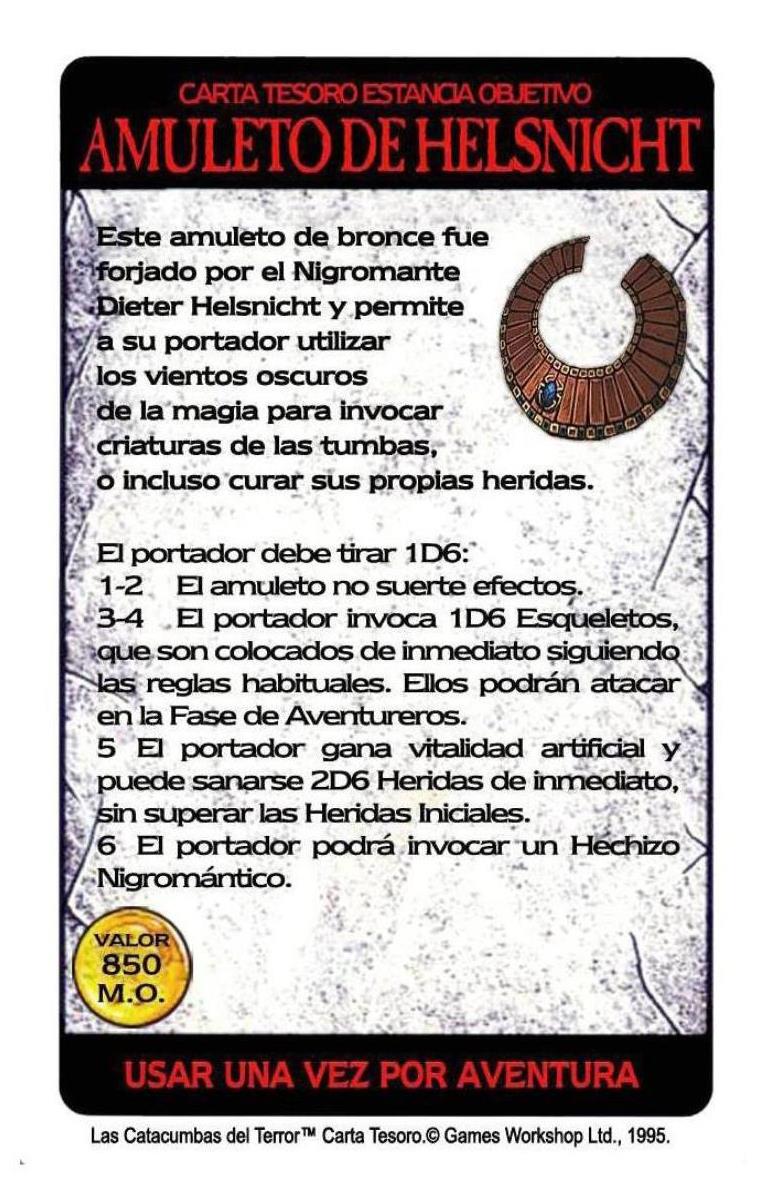 CARTA TESORO ESTANCIA OBJETIVO
AMULETO DE HELSNICHT
Este amuleto de bronce fue
forjado por el Nigromante
Dieter Helsnicht y permite
a su portador utilizar
los vientos oscuros
de la magia para invocar
criaturas de las tumbas,
o incluso curar sus propias heridas.
El portador debe tirar 1D6:
1-2 El amuleto no suerte efectos.
3-4 El portador invoca 1D6 Esqueletos,
que son colocados de inmediato siguiendo
las reglas habituales. Ellos podrán atacar
en la Fase de Aventureros.
5 El portador gana vitalidad artificial y
puede sanarse 2D6 Heridas de inmediato,
sin superar las Heridas Iniciales.
6 El portador podrá invocar un Hechizo
Nigromántico.
VALOR
850
M.O.
USAR UNA VEZ POR AVENTURA
Las Catacumbas del Terror™ Carta Tesoro.© Games Workshop Ltd., 1995.